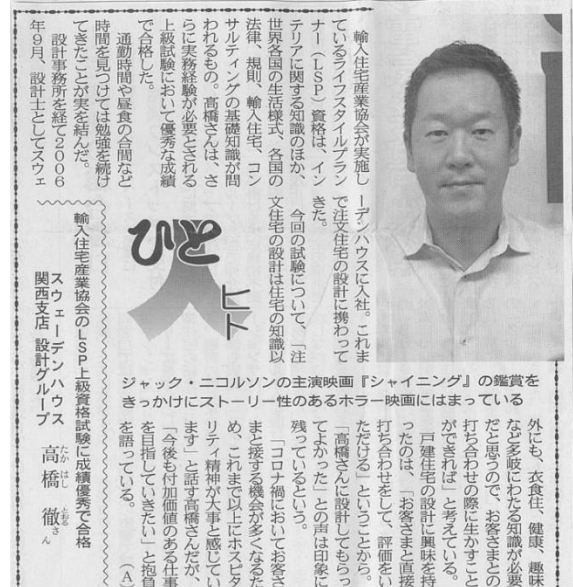 輸入住宅産業協会が実施し
ているライフスタイルプラン
ナー(LSP)資格は、イン
テリアに関する知識のほか、
世界各国の生活様式、各国の
法律、規則、輸入住宅、コン
サルティングの基礎知識が問
われるもの。高橋さんは、さ
らに実務経験が必要とされる
上級試験において優秀な成績
で合格した。
通勤時間や昼食の合間など
時間を見つけては勉強を続け
てきたことが実を結んだ。
設計事務所を経て2006
年9月、設計士としてスウェ
ーデンハウスに入社。これま
で注文住宅の設計に携わって
きた。
今回の試験について、「注
文住宅の設計は住宅の知識以
外にも、衣食住、健康、趣味
など多岐にわたる知識が必要
だと思うので、お客さまとの
打ち合わせの際に生かすこと
ができれば」と考えている。
戸建住宅の設計に興味を持
ったのは、「お客さまと直接
打ち合わせをして、評価をい
ただける」ということから。
「高橋さんに設計してもらっ
てよかった」との声は印象に
残っているという。
「コロナ禍においてお客さ
まと接する機会が多くなるた
め、これまで以上にホスピタ
リティ精神が大事と感じてい
ます」と話す高橋さんだが、
「今後も付加価値のある仕事
を目指していきたい」と抱負
を語っている。 (A)
ひと
人
ヒト
ジャック・ニコルソンの主演映画『シャイニング』の鑑賞を
きっかけにストーリー性のあるホラー映画にはまっている
輸入住宅産業協会のLSP上級資格試験に成績優秀で合格
スウェーデンハウス
関西支店 設計グループ
高橋 徹さん
たかはし とおる